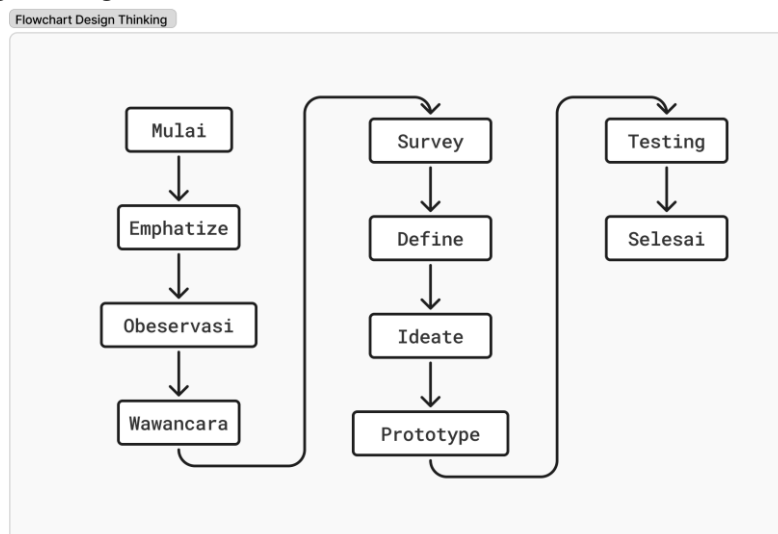 Flowchart Design Thinking
Mulai
Emphatize
Obeservasi
Wawancara
Survey
Define
Ideate
Prototype
Testing
Selesai